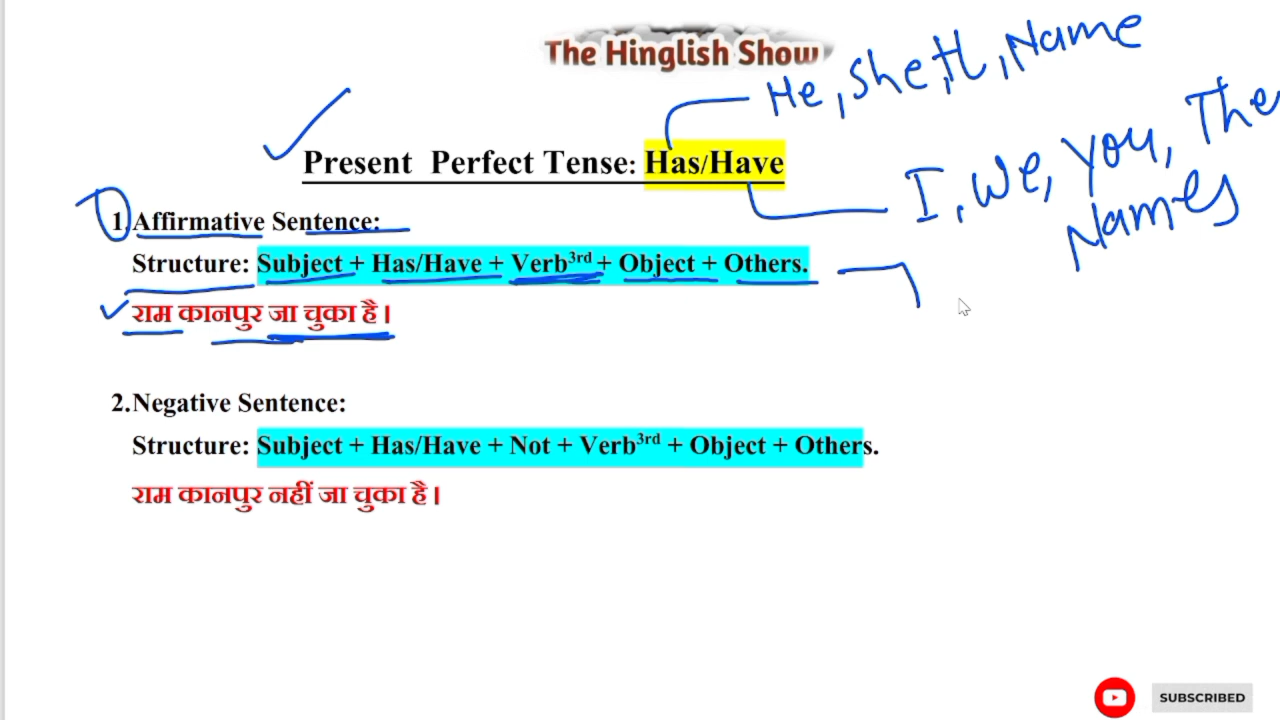 The Hinglish Show
He, She, It, Name
Present Perfect Tense: Has/Have
I, We, You, The
Names
1. Affirmative Sentence:
Structure: Subject + Has/Have + Verb3rd + Object + Others.
राम कानपुर जा चुका है।
2. Negative Sentence:
Structure: Subject + Has/Have + Not + Verb3rd + Object + Others.
राम कानपुर नहीं जा चुका है।
SUBSCRIBED